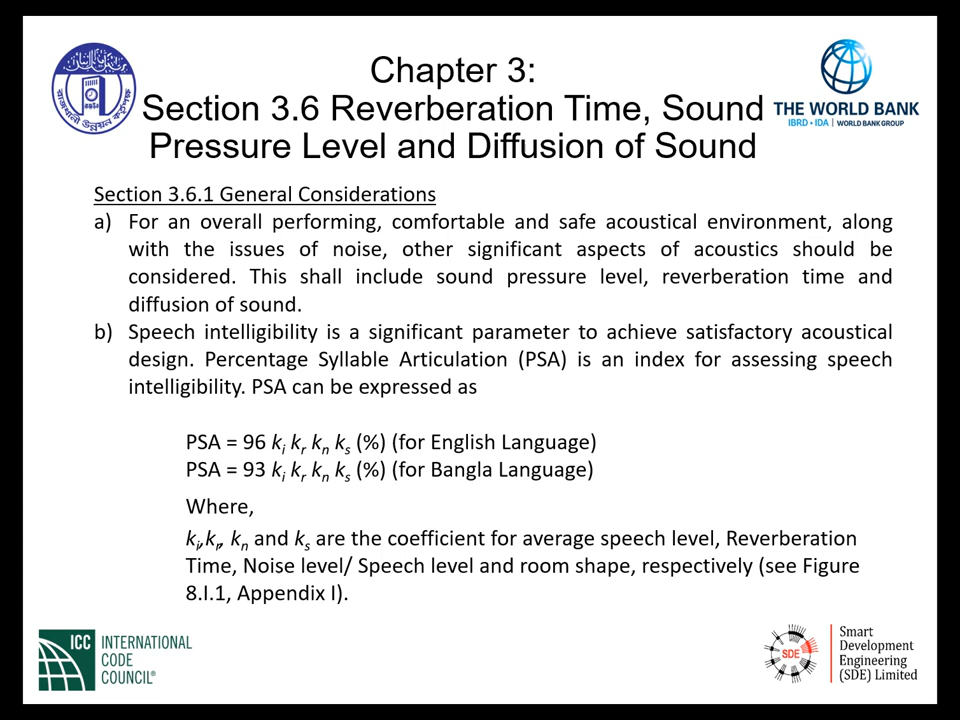 Chapter 3:
Section 3.6 Reverberation Time, Sound
Pressure Level and Diffusion of Sound
THE WORLD BANK
IBRD • IDA | WORLD BANK GROUP
Section 3.6.1 General Considerations
a) For an overall performing, comfortable and safe acoustical environment, along
with the issues of noise, other significant aspects of acoustics should be
considered. This shall include sound pressure level, reverberation time and
diffusion of sound.
b) Speech intelligibility is a significant parameter to achieve satisfactory acoustical
design. Percentage Syllable Articulation (PSA) is an index for assessing speech
intelligibility. PSA can be expressed as
PSA = 96 ki kr kn ks (%) (for English Language)
PSA = 93 ki kr kn ks (%) (for Bangla Language)
Where,
ki,kr, kn and ks are the coefficient for average speech level, Reverberation
Time, Noise level/ Speech level and room shape, respectively (see Figure
8.I.1, Appendix I).
ICC INTERNATIONAL
CODE
COUNCIL®
SDE
Smart
Development
Engineering
(SDE) Limited